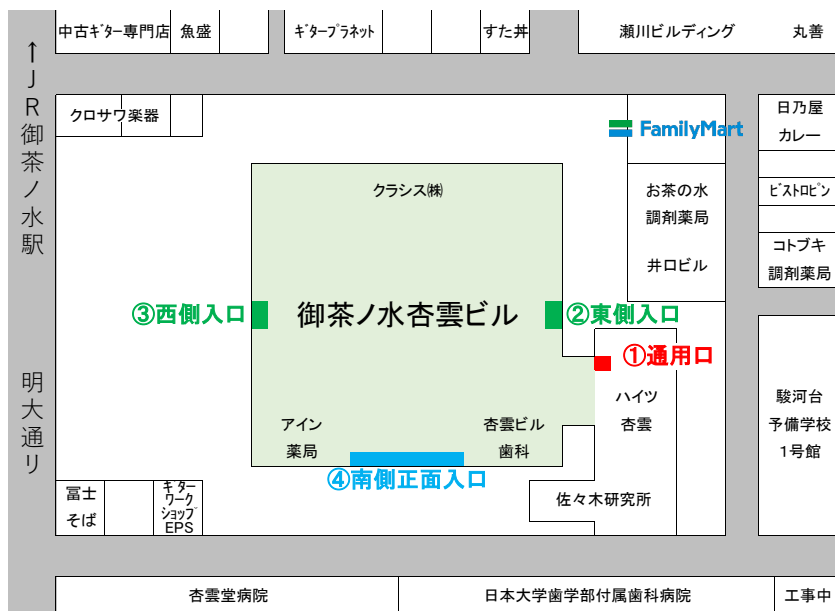 中古ギター専門店
魚盛
ギタープラネット
すた丼
瀬川ビルディング
丸善
↑JR御茶ノ水駅
明大通り
クロサワ楽器
FamilyMart
日乃屋
カレー
クラシス㈱
お茶の水
調剤薬局
井口ビル
ビストロピン
コトブキ
調剤薬局
③西側入口
御茶ノ水杏雲ビル
②東側入口
①通用口
ハイツ
杏雲
駿河台
予備学校
1号館
アイン
薬局
杏雲ビル
歯科
④南側正面入口
冨士
そば
ギター
ワーク
ショップ
EPS
佐々木研究所
杏雲堂病院
日本大学歯学部付属歯科病院
工事中